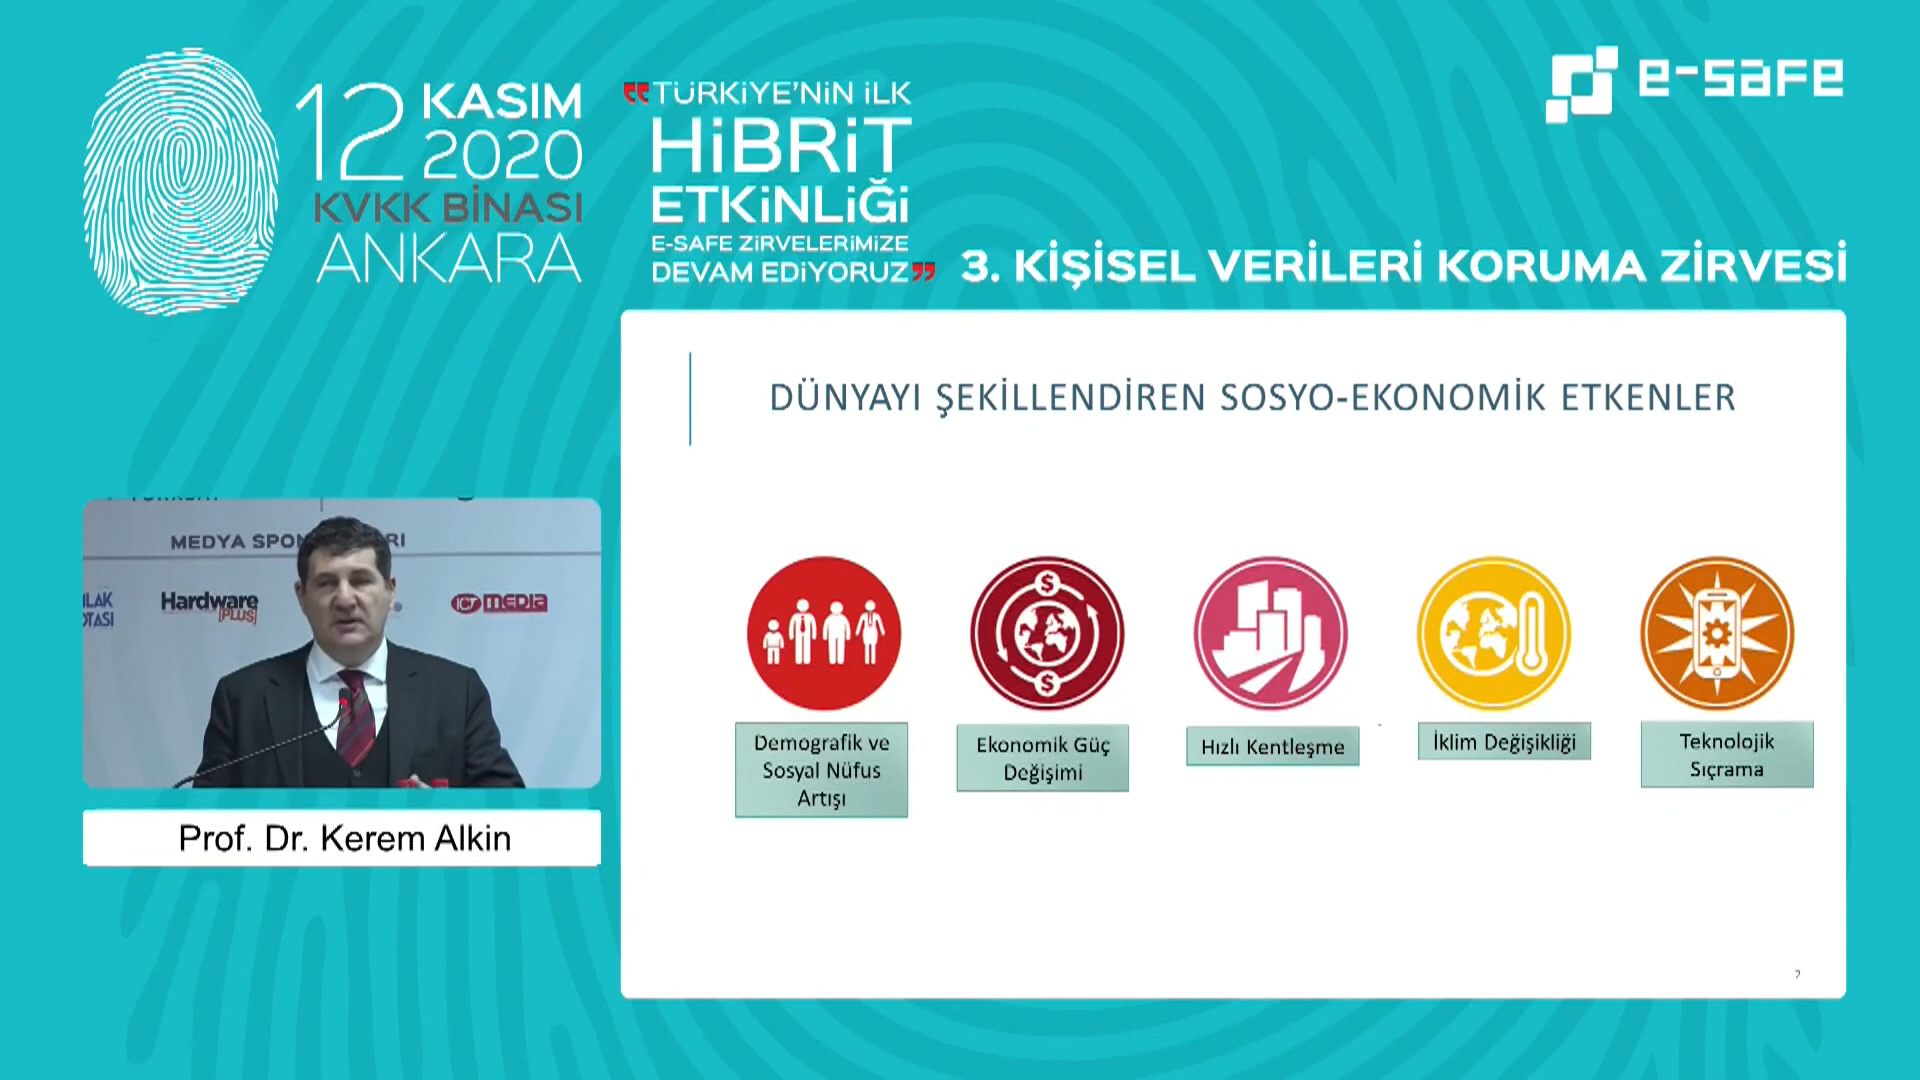 12 KASIM
2020
KVKK BİNASI
ANKARA
TÜRKİYE'NİN İLK
HİBRİT
ETKİNLİĞİ
E-SAFE ZİRVELERİMİZE
DEVAM EDİYORUZ
e-safe
3. KİŞİSEL VERİLERİ KORUMA ZİRVESİ
DÜNYAYI ŞEKİLLENDİREN SOSYO-EKONOMİK ETKENLER
Demografik ve
Sosyal Nüfus
Artışı
Ekonomik Güç
Değişimi
Hızlı Kentleşme
İklim Değişikliği
Teknolojik
Sıçrama
MEDYA
Hardware
PLUS
ICT MEDIA
Prof. Dr. Kerem Alkin